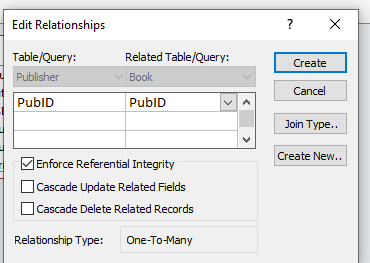 Edit Relationships ? ×
Table/Query: Related Table/Query:
Publisher Book
PubID PubID
Enforce Referential Integrity
Cascade Update Related Fields
Cascade Delete Related Records
Relationship Type: One-To-Many
Create
Cancel
Join Type..
Create New..